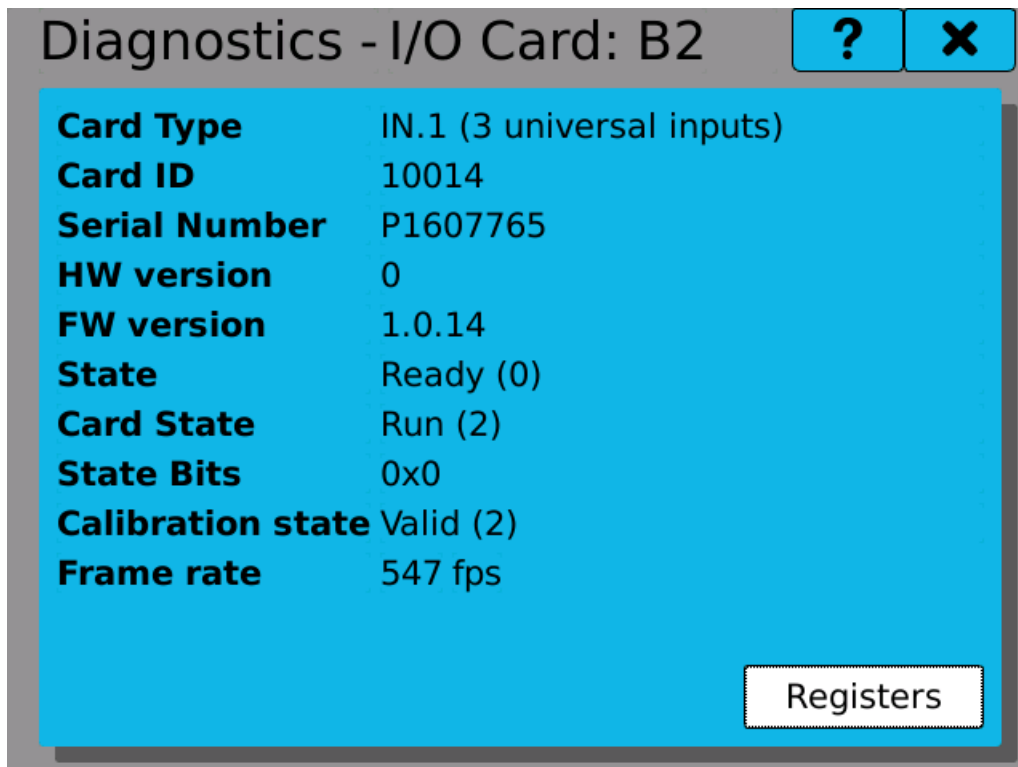 Diagnostics - I/O Card: B2 ? ✖
Card Type IN.1 (3 universal inputs)
Card ID 10014
Serial Number P1607765
HW version 0
FW version 1.0.14
State Ready (0)
Card State Run (2)
State Bits 0x0
Calibration state Valid (2)
Frame rate 547 fps
Registers